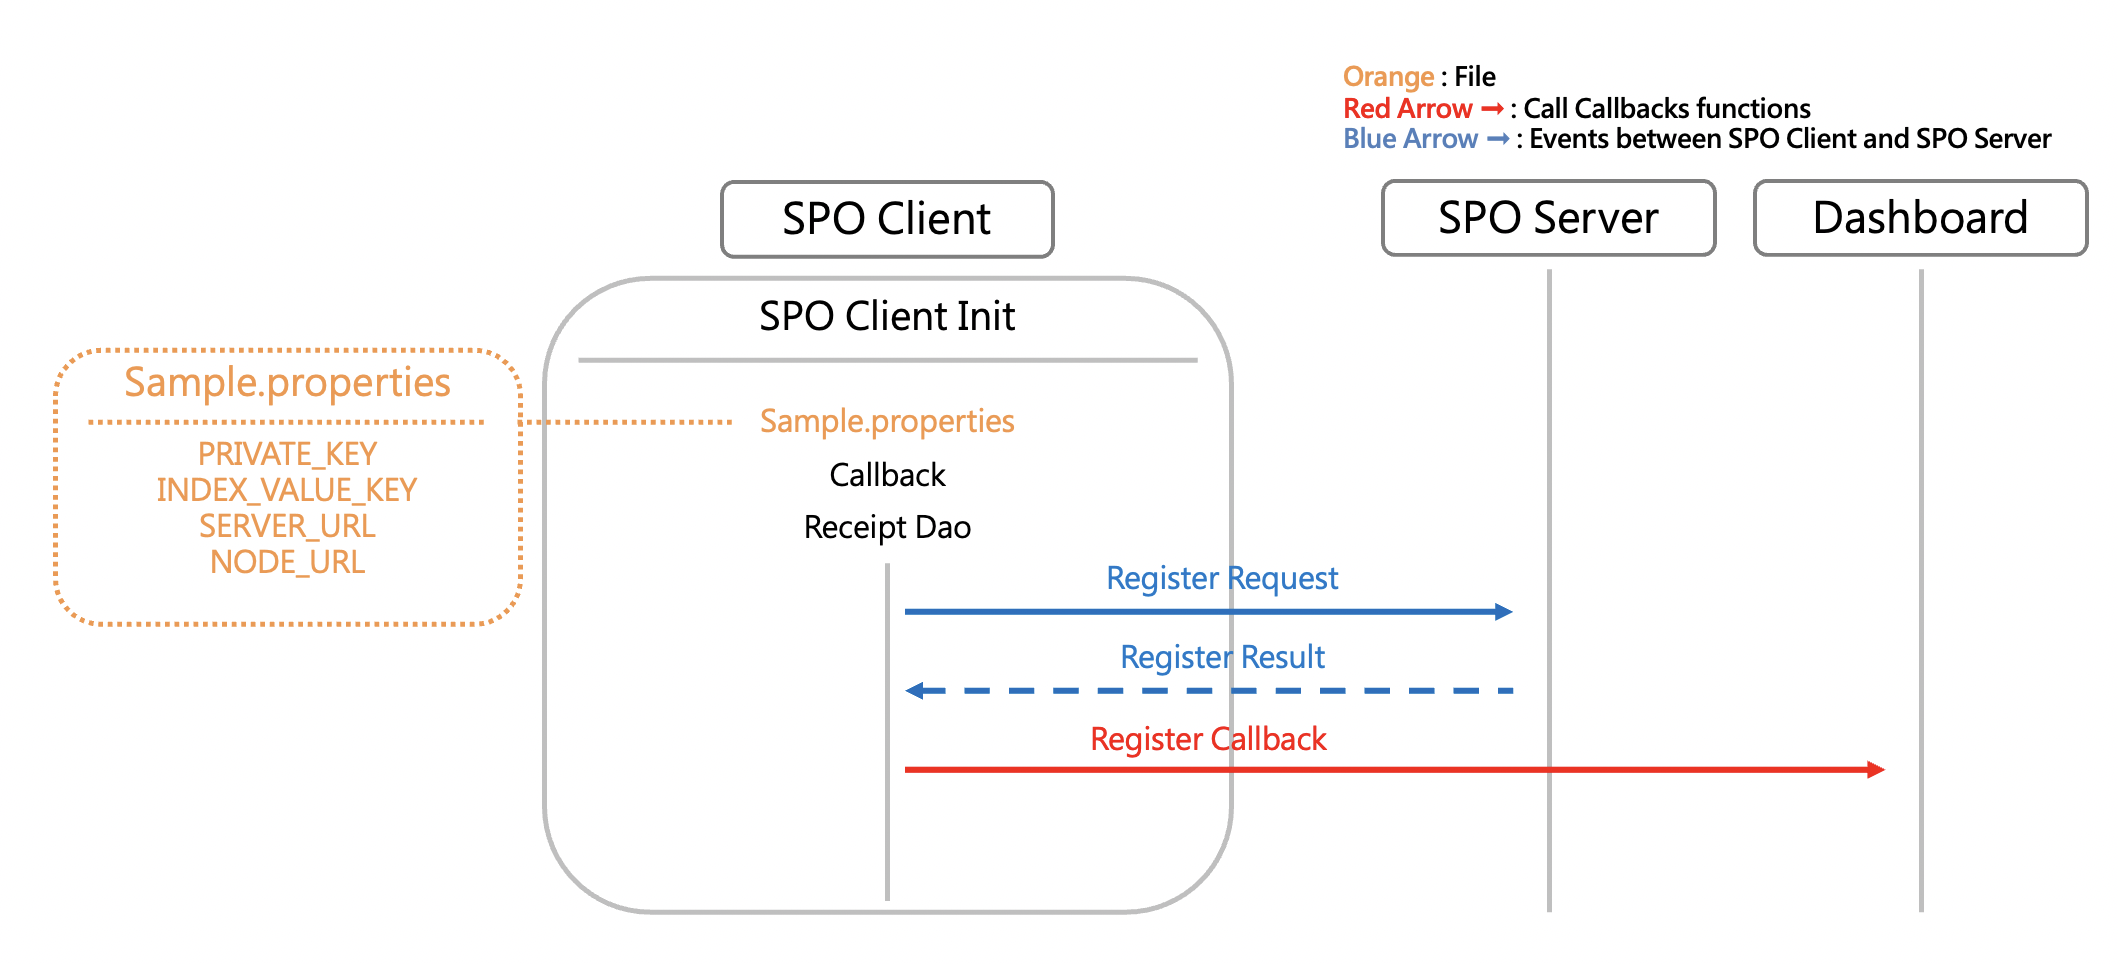 Orange : File
Red Arrow → : Call Callbacks functions
Blue Arrow → : Events between SPO Client and SPO Server
SPO Client
SPO Server
Dashboard
SPO Client Init
Sample.properties
PRIVATE_KEY
INDEX_VALUE_KEY
SERVER_URL
NODE_URL
Sample.properties
Callback
Receipt Dao
Register Request
Register Result
Register Callback